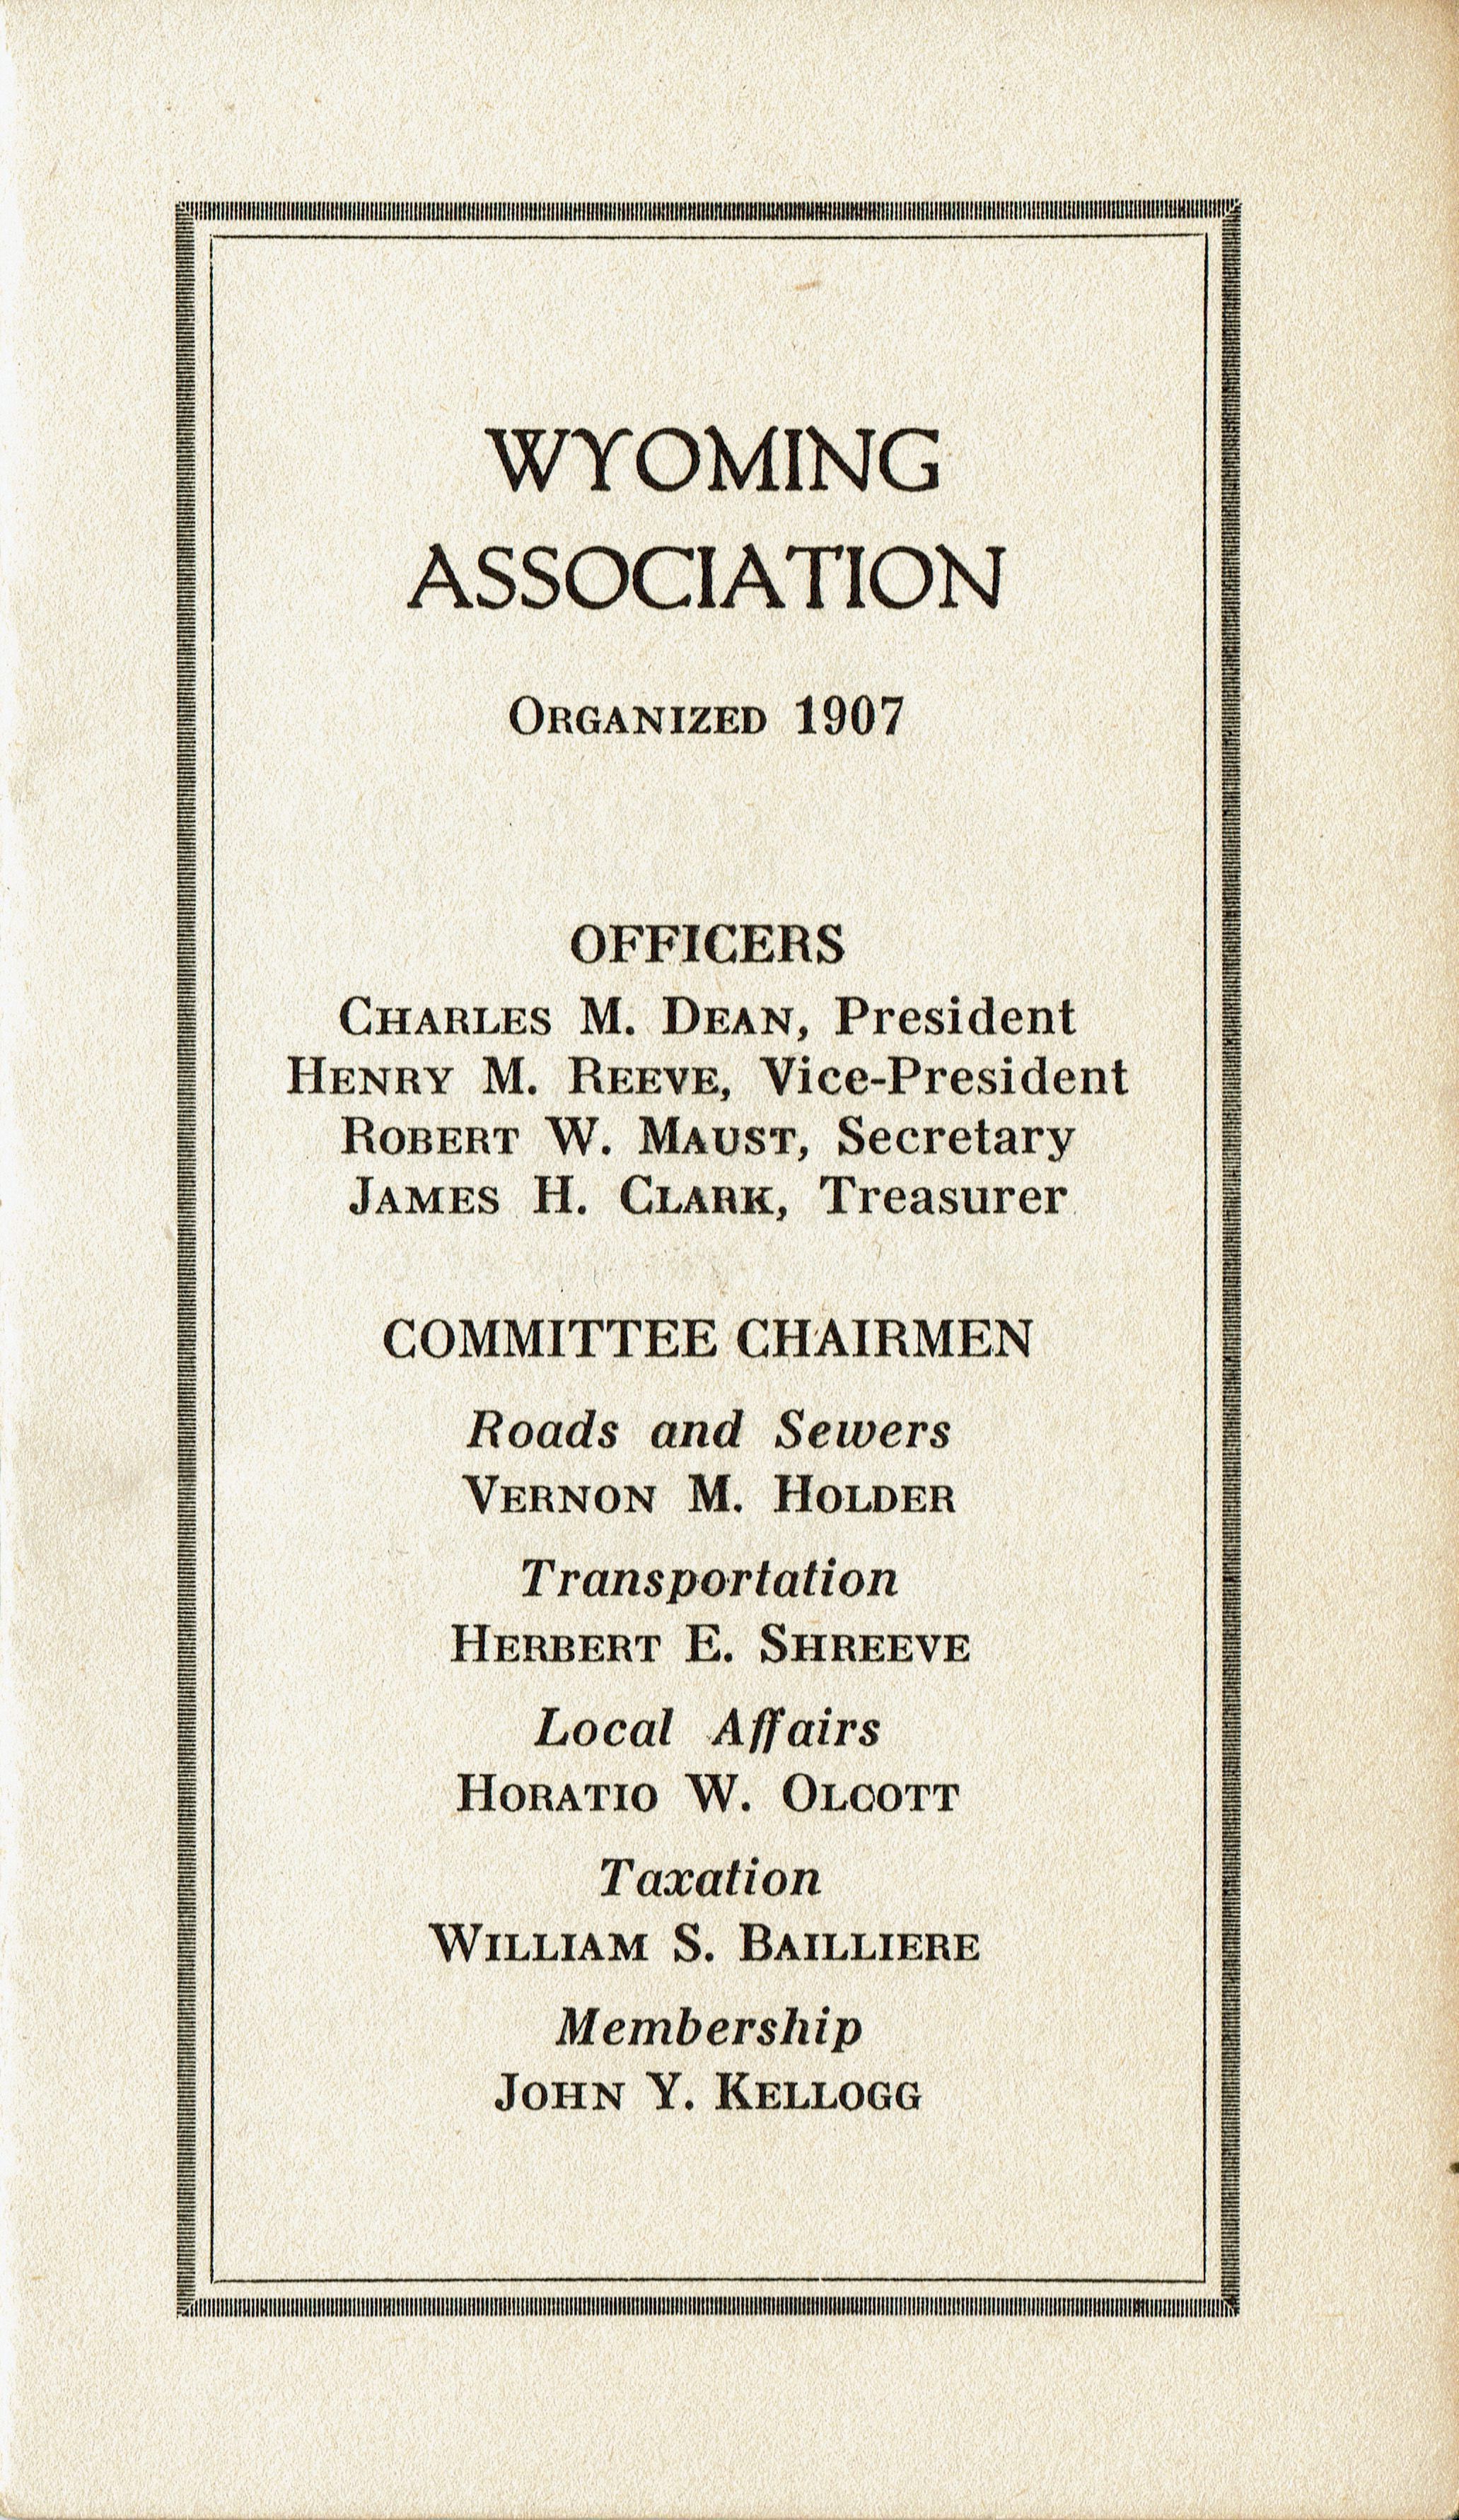 WYOMING
ASSOCIATION
ORGANIZED 1907
OFFICERS
CHARLES M. DEAN, President
HENRY M. REEVE, Vice-President
ROBERT W. MAUST, Secretary
JAMES H. CLARK, Treasurer
COMMITTEE CHAIRMEN
Roads and Sewers
VERNON M. HOLDER
Transportation
HERBERT E. SHREEVE
Local Affairs
HORATIO W. OLCOTT
Taxation
WILLIAM S. BAILLIERE
Membership
JOHN Y. KELLOGG